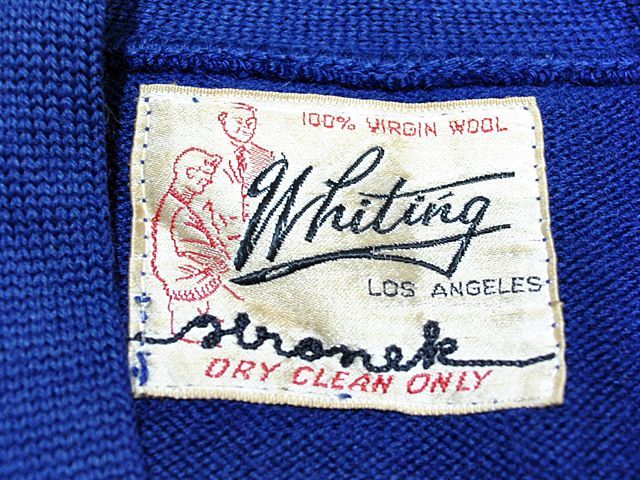 100% VIRGIN WOOL
Whiting
LOS ANGELES
stronek
DRY CLEAN ONLY